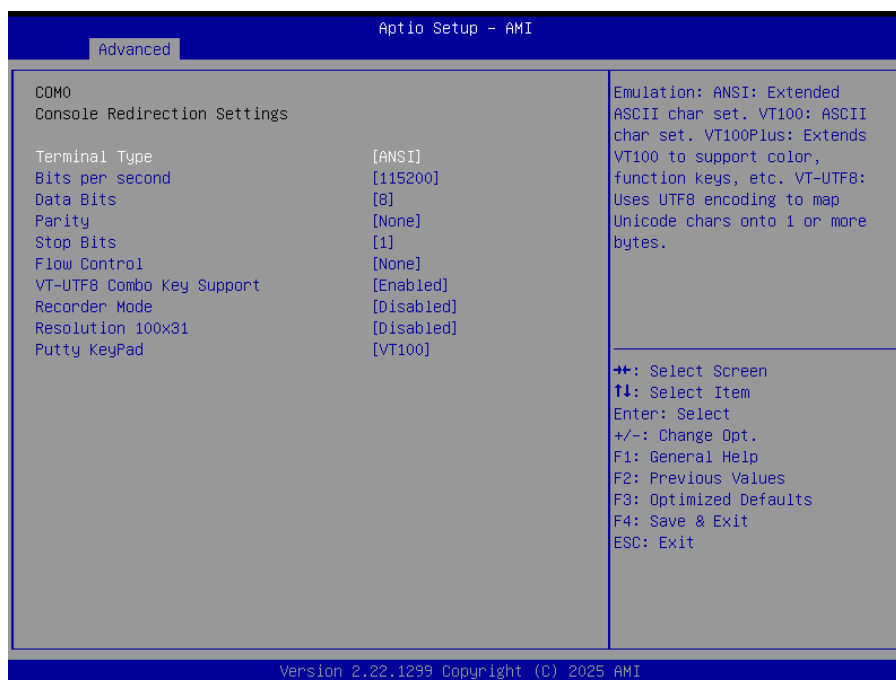 Aptio Setup – AMI
Advanced
COM0
Console Redirection Settings
Terminal Type [ANSI]
Bits per second [115200]
Data Bits [8]
Parity [None]
Stop Bits [1]
Flow Control [None]
VT-UTF8 Combo Key Support [Enabled]
Recorder Mode [Disabled]
Resolution 100x31 [Disabled]
Putty KeyPad [VT100]
Emulation: ANSI: Extended
ASCII char set. VT100: ASCII
char set. VT100Plus: Extends
VT100 to support color,
function keys, etc. VT-UTF8:
Uses UTF8 encoding to map
Unicode chars onto 1 or more
bytes.
→←: Select Screen
↑↓: Select Item
Enter: Select
+/-: Change Opt.
F1: General Help
F2: Previous Values
F3: Optimized Defaults
F4: Save & Exit
ESC: Exit
Version 2.22.1299 Copyright (C) 2025 AMI